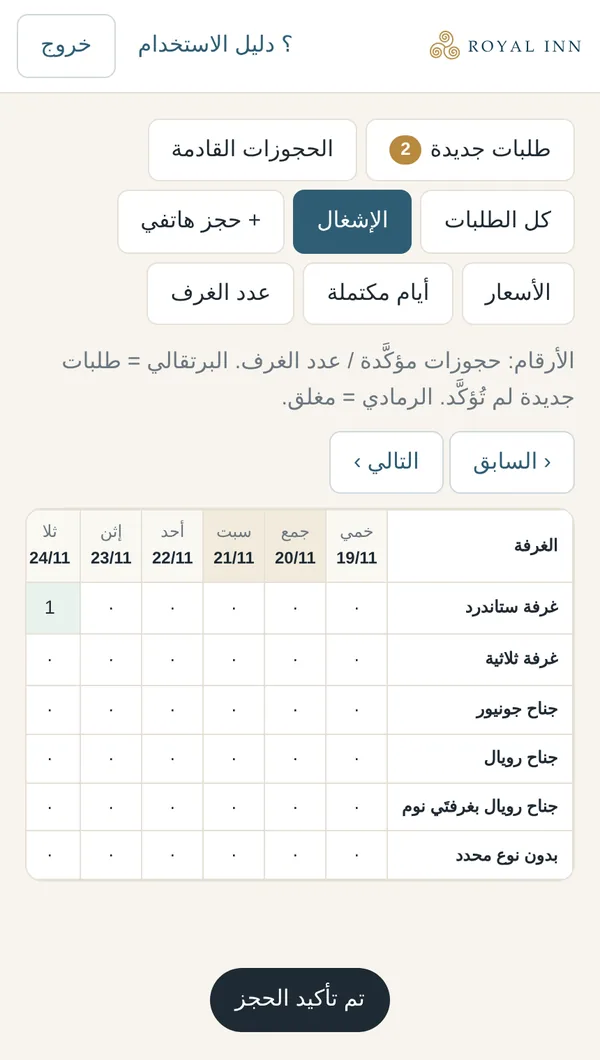 ROYAL INN
؟ دليل الاستخدام
خروج
طلبات جديدة 2
الحجوزات القادمة
كل الطلبات
الإشغال
+ حجز هاتفي
الأسعار
أيام مكتملة
عدد الغرف
الأرقام: حجوزات مؤكَّدة / عدد الغرف. البرتقالي = طلبات
جديدة لم تُؤكَّد. الرمادي = مغلق.
‹ السابق
التالي ›
الغرفة خمي 19/11 جمع 20/11 سبت 21/11 أحد 22/11 إثن 23/11 ثلا 24/11
غرفة ستاندرد · · · · · 1
غرفة ثلاثية · · · · · ·
جناح جونيور · · · · · ·
جناح رويال · · · · · ·
جناح رويال بغرفتَي نوم · · · · · ·
بدون نوع محدد · · · · · ·
تم تأكيد الحجز